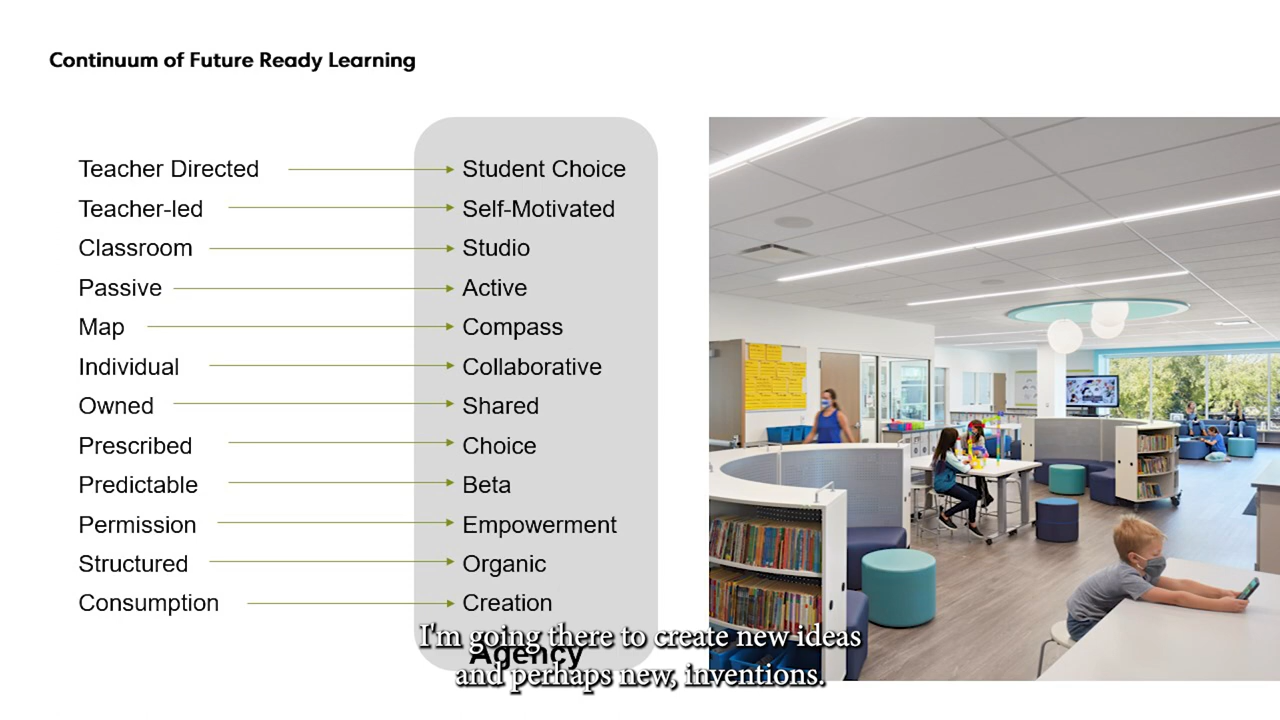 Continuum of Future Ready Learning
Teacher Directed Student Choice
Teacher-led Self-Motivated
Classroom Studio
Passive Active
Map Compass
Individual Collaborative
Owned Shared
Prescribed Choice
Predictable Beta
Permission Empowerment
Structured Organic
Consumption Creation
Agency
I'm going there to create new ideas
and perhaps new, inventions.